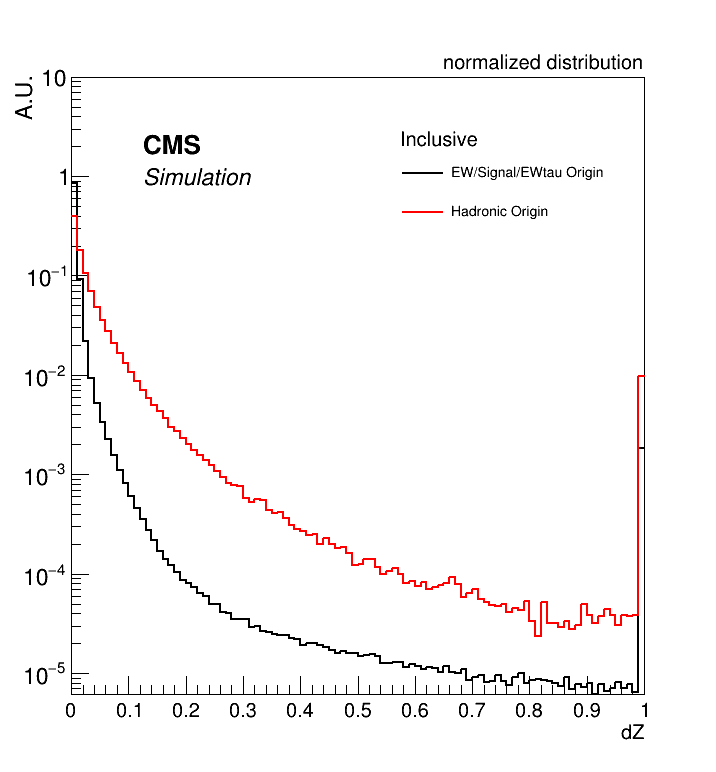 normalized distribution
A.U.
10
CMS
Inclusive
EW/Signal/EWtau Origin
1
Simulation
Hadronic Origin
10⁻¹
10⁻²
10⁻³
10⁻⁴
10⁻⁵
0 0.1 0.2 0.3 0.4 0.5 0.6 0.7 0.8 0.9 1
dZ